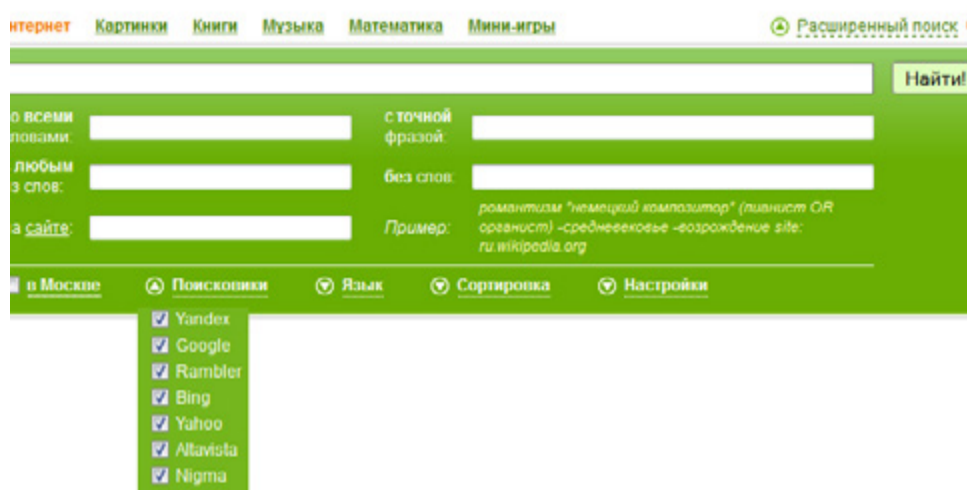 нтернет Картинки Книги Музыка Математика Мини-игры Расширенный поиск
Найти!
о всеми
ловами:
с точной
фразой:
любым
з слов:
без слов:
а сайте:
Пример:
романтизм "немецкий композитор" (пианист OR
органист) -средневековье -возрождение site:
ru.wikipedia.org
в Москве Поисковики Язык Сортировка Настройки
Yandex
Google
Rambler
Bing
Yahoo
Altavista
Nigma